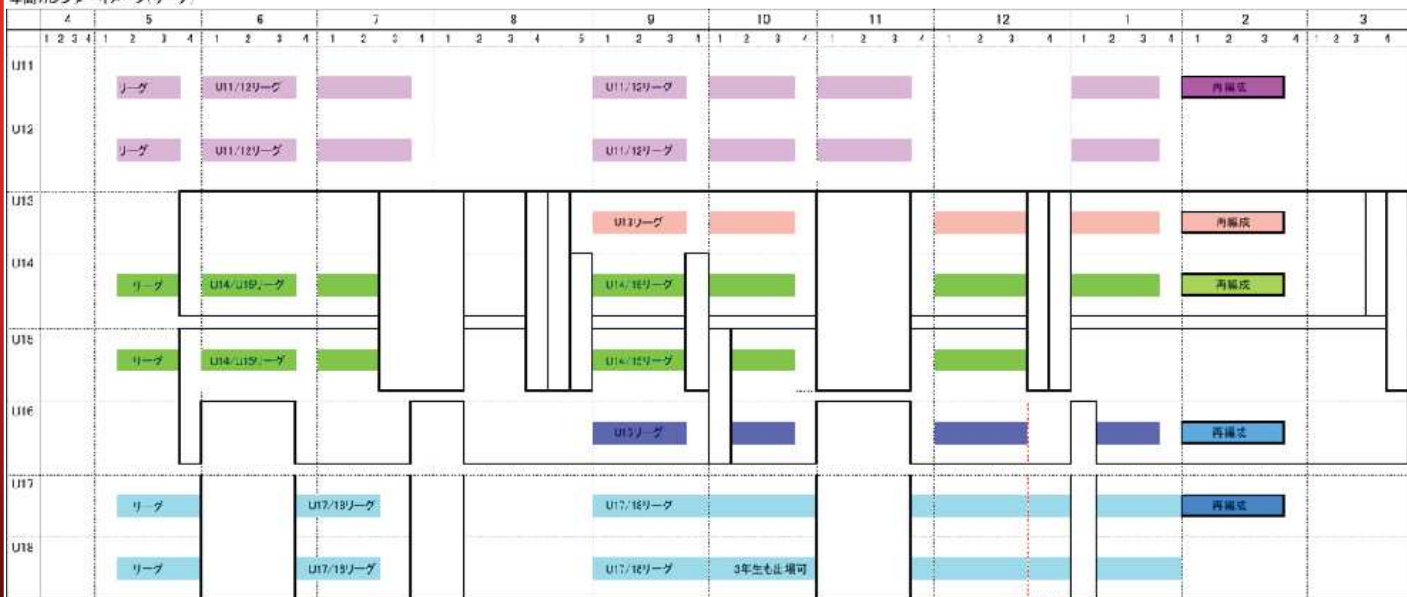 4 5 6 7 8 9 10 11 12 1 2 3
1 2 3 4 1 2 3 4 1 2 3 4 1 2 3 4 1 2 3 4 5 1 2 3 4 1 2 3 4 1 2 3 4 1 2 3 4 1 2 3 4 1 2 3 4 1 2 3 4
U11
リーグ U11/12リーグ U11/12リーグ 再編成
U12
リーグ U11/12リーグ U11/12リーグ
U13
U13リーグ 再編成
U14
リーグ U14/U15リーグ U14/15リーグ 再編成
U15
リーグ U14/U15リーグ U14/15リーグ
U16
リーグ 再編成
U17
リーグ U17/18リーグ U17/18リーグ 再編成
U18
リーグ U17/18リーグ U17/18リーグ 3年生も出場可